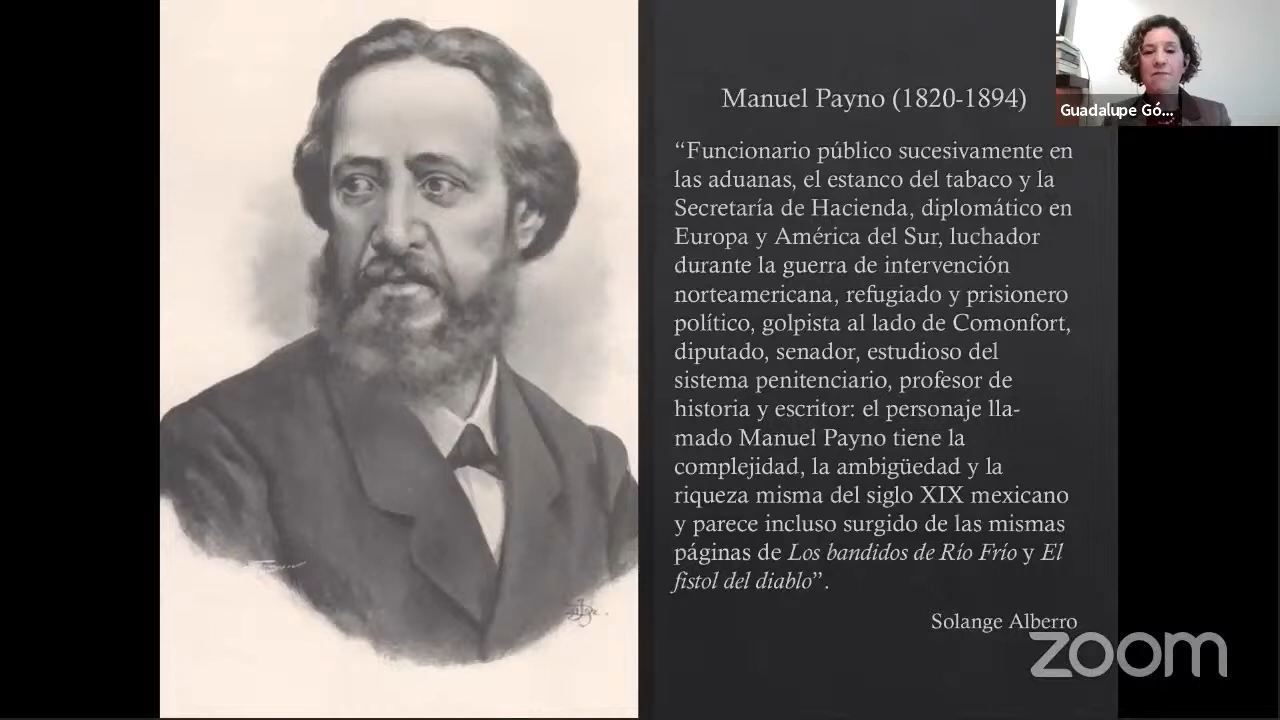 Manuel Payno (1820-1894)
“Funcionario público sucesivamente en
las aduanas, el estanco del tabaco y la
Secretaría de Hacienda, diplomático en
Europa y América del Sur, luchador
durante la guerra de intervención
norteamericana, refugiado y prisionero
político, golpista al lado de Comonfort,
diputado, senador, estudioso del
sistema penitenciario, profesor de
historia y escritor: el personaje lla-
mado Manuel Payno tiene la
complejidad, la ambigüedad y la
riqueza misma del siglo XIX mexicano
y parece incluso surgido de las mismas
páginas de Los bandidos de Río Frío y El
fistol del diablo”.
Solange Alberro
Guadalupe Gó...
zoom